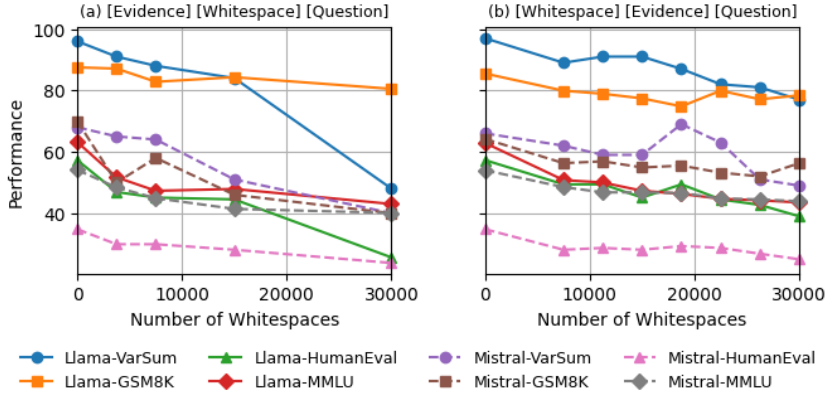 (a) [Evidence] [Whitespace] [Question]
(b) [Whitespace] [Evidence] [Question]
100
80
60
40
Performance
0 10000 20000 30000
0 10000 20000 30000
Number of Whitespaces
Number of Whitespaces
Llama-VarSum Llama-HumanEval Mistral-VarSum Mistral-HumanEval
Llama-GSM8K Llama-MMLU Mistral-GSM8K Mistral-MMLU